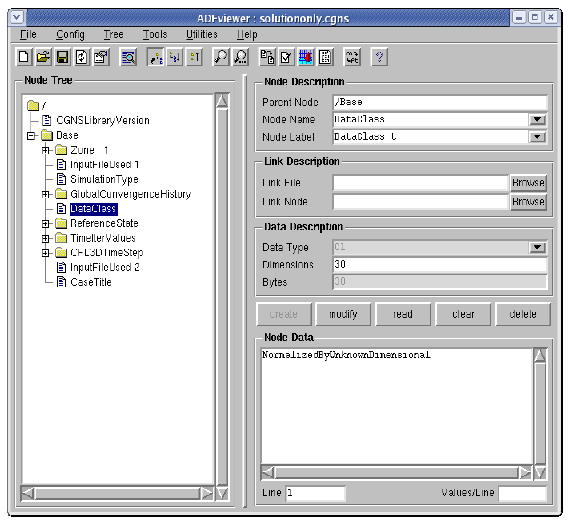 ADFviewer : solutiononly.cgns
File Config Tree Tools Utilities Help
Node Tree
/
CGNSLibraryVersion
Base
Zone 1
InputFileUsed 1
SimulationType
GlobalConvergenceHistory
DataClass
ReferenceState
TimeIterValues
CFL3DTimeStep
InputFileUsed 2
CaseTitle
Node Description
Parent Node /Base
Node Name DataClass
Node Label DataClass_t
Link Description
Link File Browse
Link Node Browse
Data Description
Data Type C1
Dimensions 30
Bytes 30
create modify read clear delete
Node Data
NormalizedByUnknownDimensional
Line 1 Values/Line